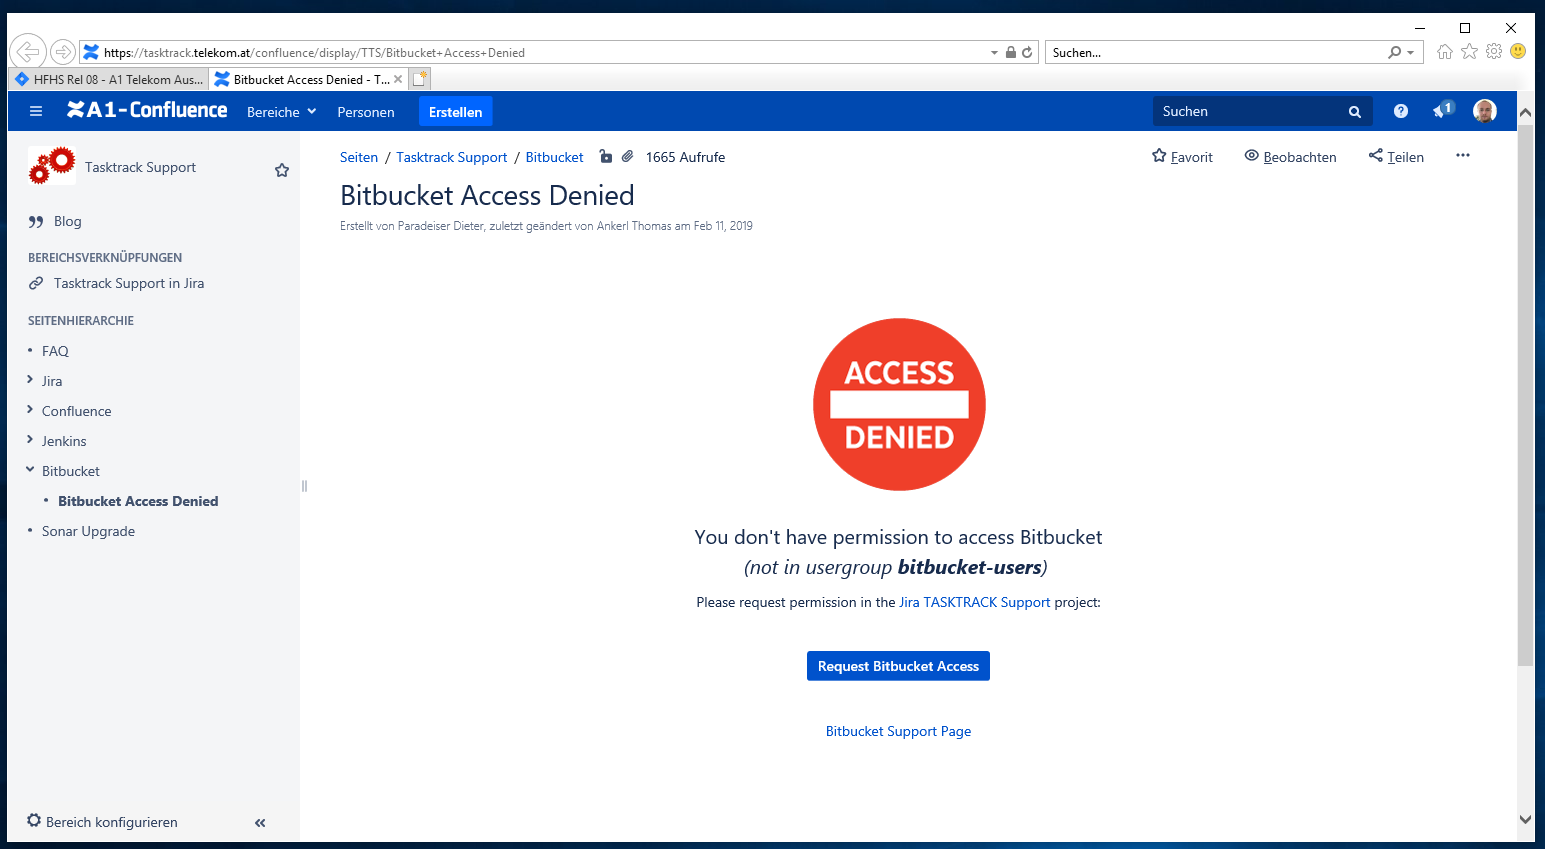 https://tasktrack.telekom.at/confluence/display/TTS/Bitbucket+Access+Denied
Suchen...
HFHS Rel 08 - A1 Telekom Aus...
Bitbucket Access Denied - T...
A1-Confluence
Bereiche
Personen
Erstellen
Suchen
1
Tasktrack Support
Blog
BEREICHSVERKNÜPFUNGEN
Tasktrack Support in Jira
SEITENHIERARCHIE
FAQ
Jira
Confluence
Jenkins
Bitbucket
Bitbucket Access Denied
Sonar Upgrade
Bereich konfigurieren
Seiten / Tasktrack Support / Bitbucket 1665 Aufrufe
Favorit
Beobachten
Teilen
Bitbucket Access Denied
Erstellt von Paradeiser Dieter, zuletzt geändert von Ankerl Thomas am Feb 11, 2019
ACCESS
DENIED
You don't have permission to access Bitbucket
(not in usergroup bitbucket-users)
Please request permission in the Jira TASKTRACK Support project:
Request Bitbucket Access
Bitbucket Support Page